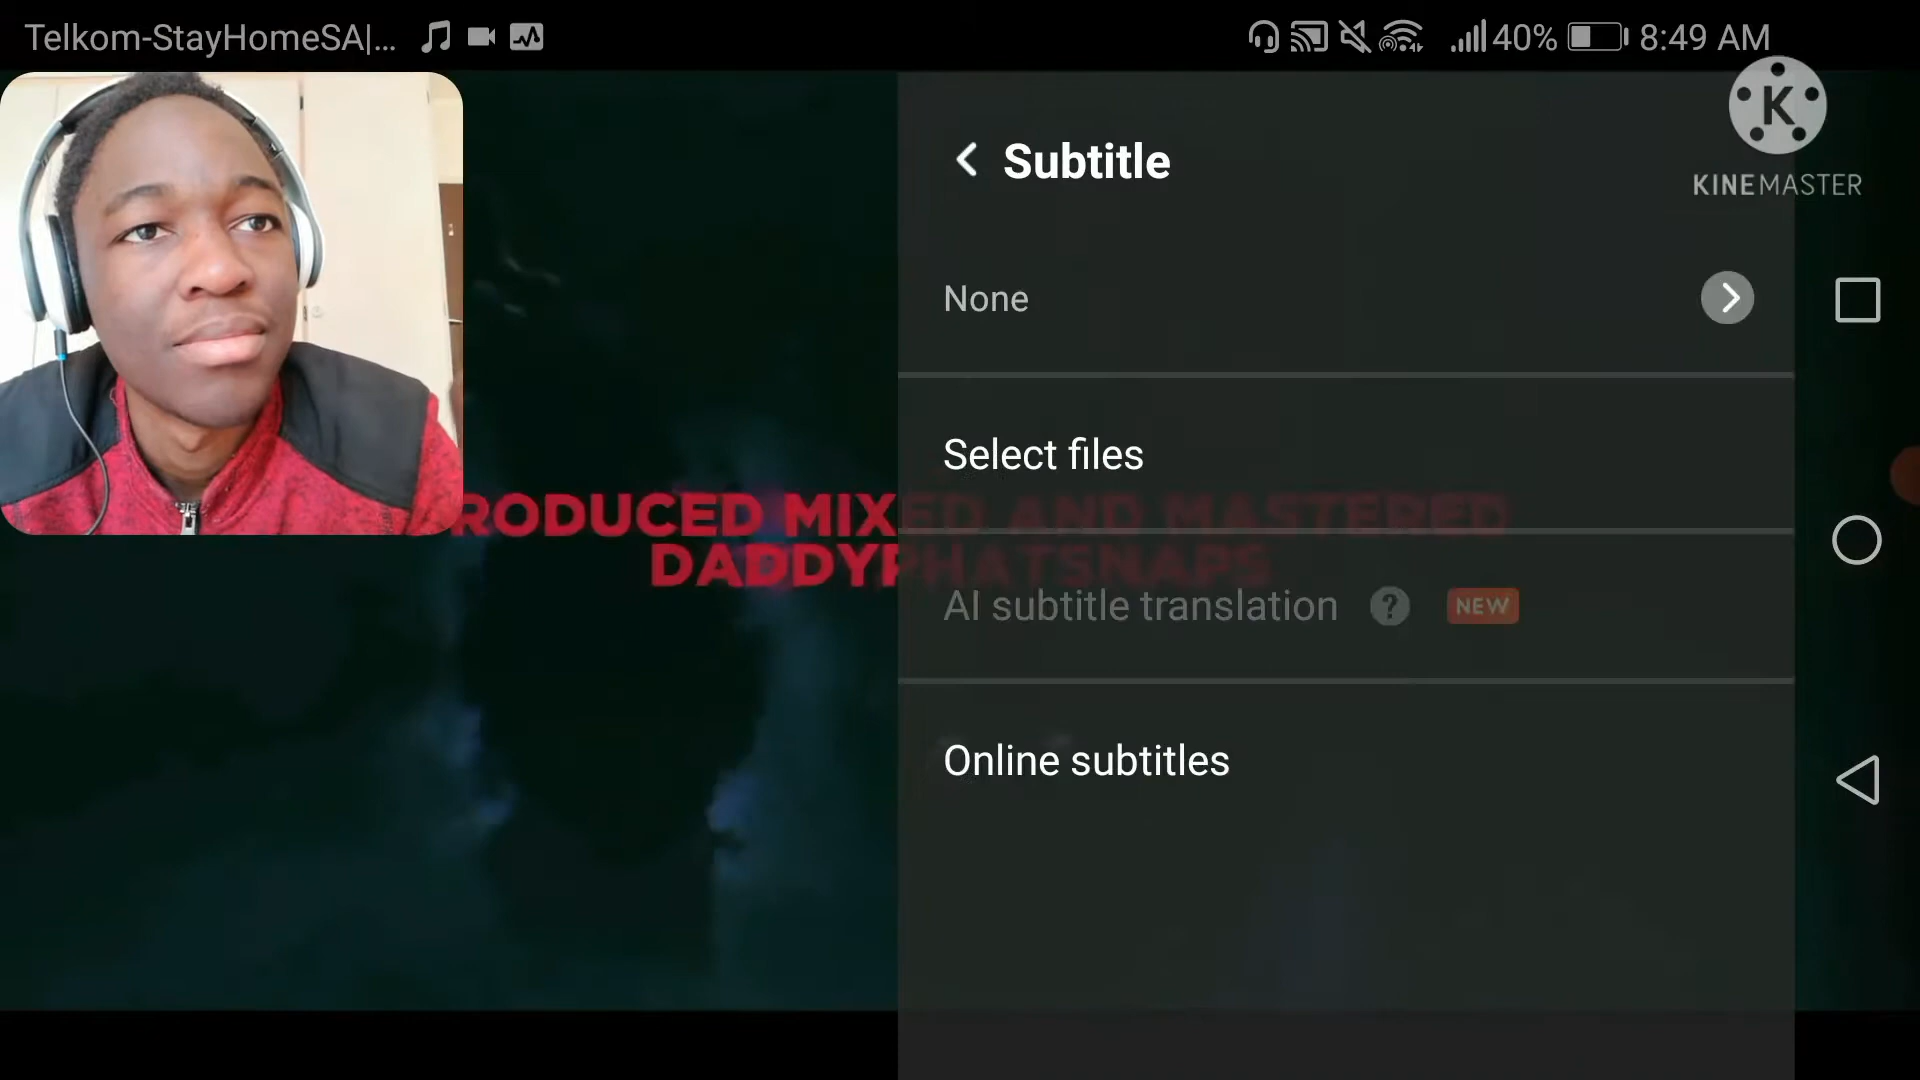 Telkom-StayHomeSA|...
40% 8:49 AM
K
KINEMASTER
Subtitle
None
Select files
RODUCED MIXED AND MASTERED
DADDYPHATSNAPS
AI subtitle translation ? NEW
Online subtitles